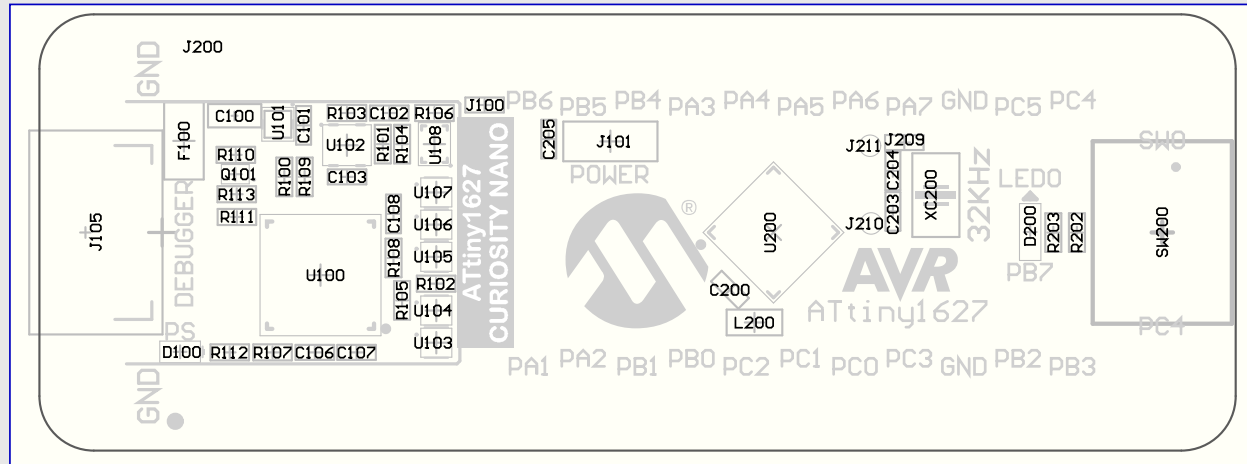 GND
J200
J100
PB6
PB5
PB4
PA3
PA4
PA5
PA6
PA7
GND
PC5
PC4
F100
C100
U101
C101
R103
C102
R106
U102
R101
R104
U108
C205
J101
POWER
J211
J209
C204
C203
XC200
32KHz
J210
SW0
SW200
PC4
LED0
D200
R203
R202
PB7
R110
Q101
R113
R111
R100
R109
C103
U107
U106
U105
R102
U104
U103
C108
R108
R105
U100
J105
DEBUGGER
PS
D100
R112
R107
C106
C107
ATtiny1627
CURIOSITY NANO
®
U200
C200
L200
AVR
ATtiny1627
PA1
PA2
PB1
PB0
PC2
PC1
PC0
PC3
GND
PB2
PB3
GND